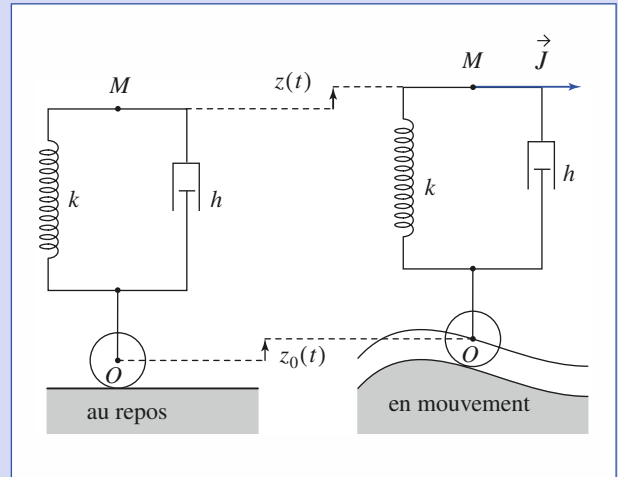 M
z(t)
M
J
k
h
k
h
z₀(t)
O
O
au repos
en mouvement